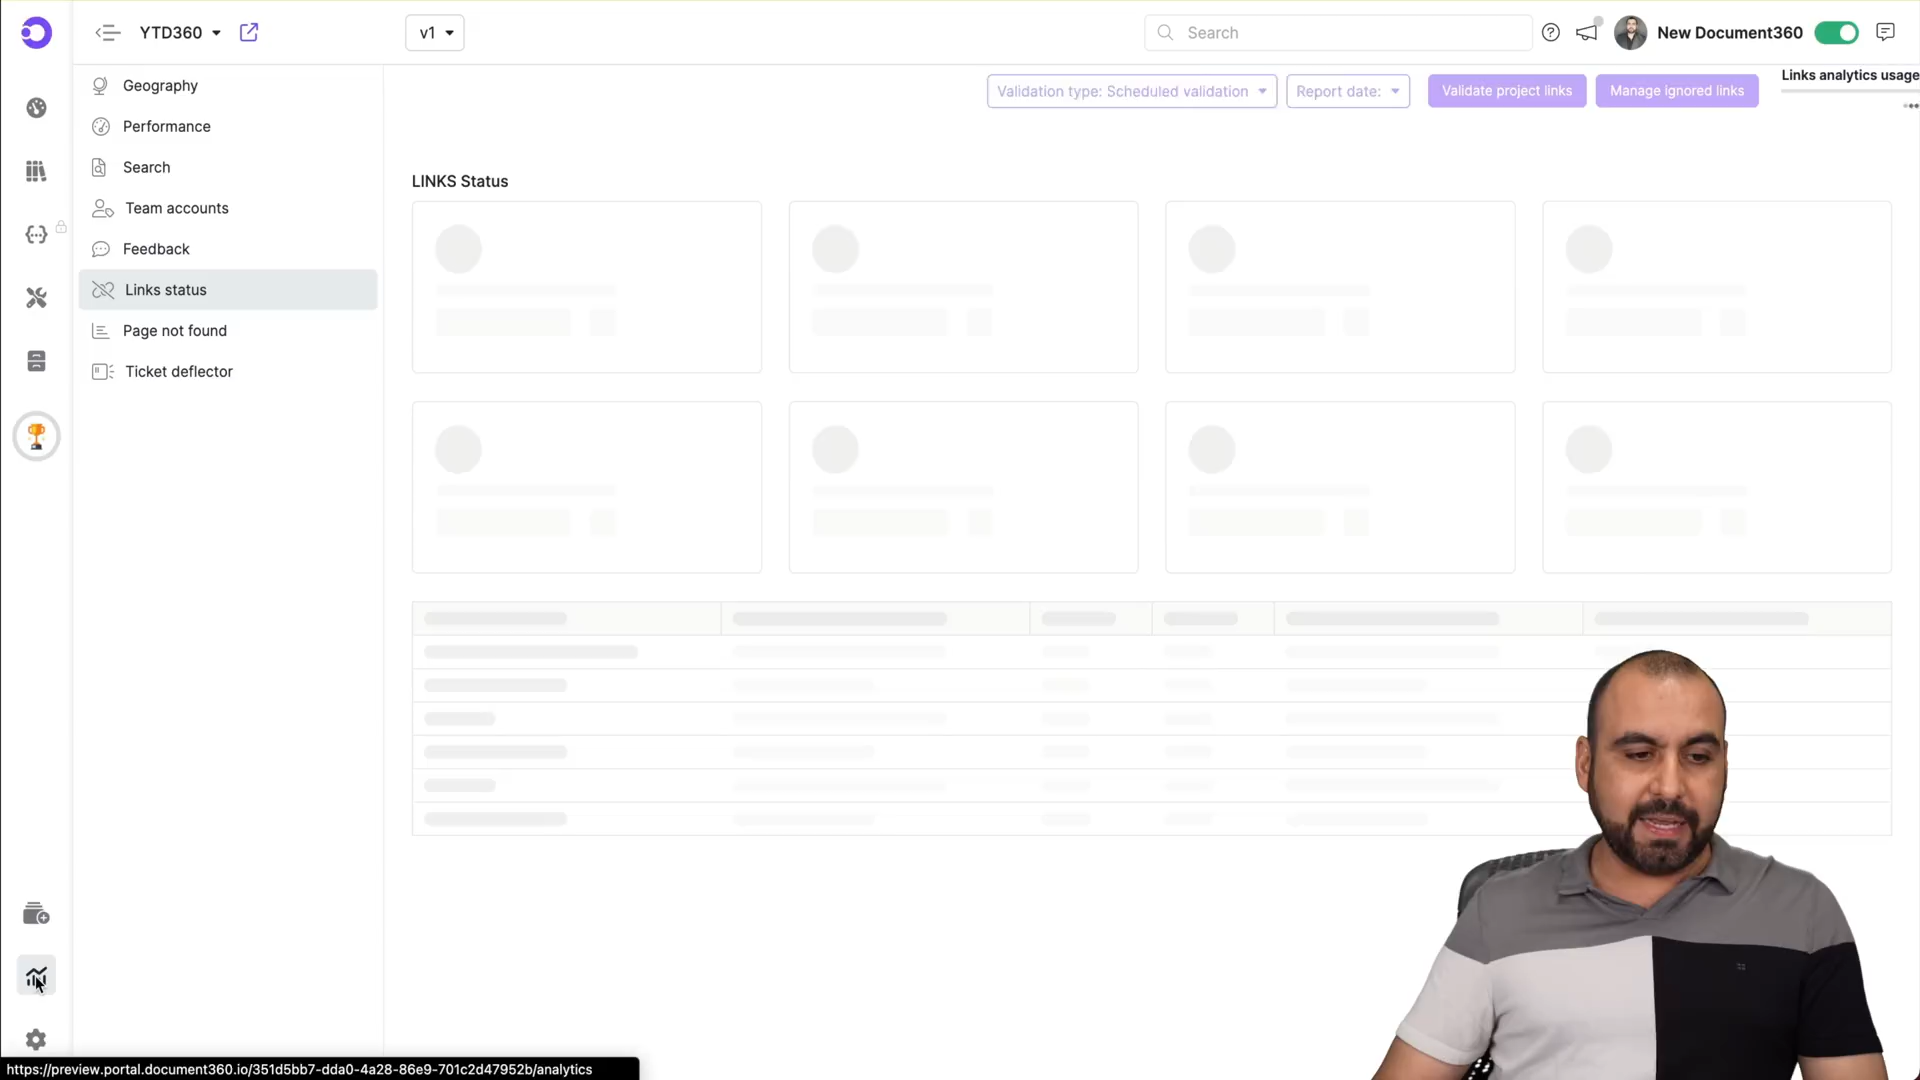 YTD360
v1
Search
New Document360
Geography
Performance
Search
Team accounts
Feedback
Links status
Page not found
Ticket deflector
Validation type: Scheduled validation
Report date:
Validate project links
Manage ignored links
Links analytics usage
LINKS Status
https://preview.portal.document360.io/351d5bb7-dda0-4a28-86e9-701c2d47952b/analytics